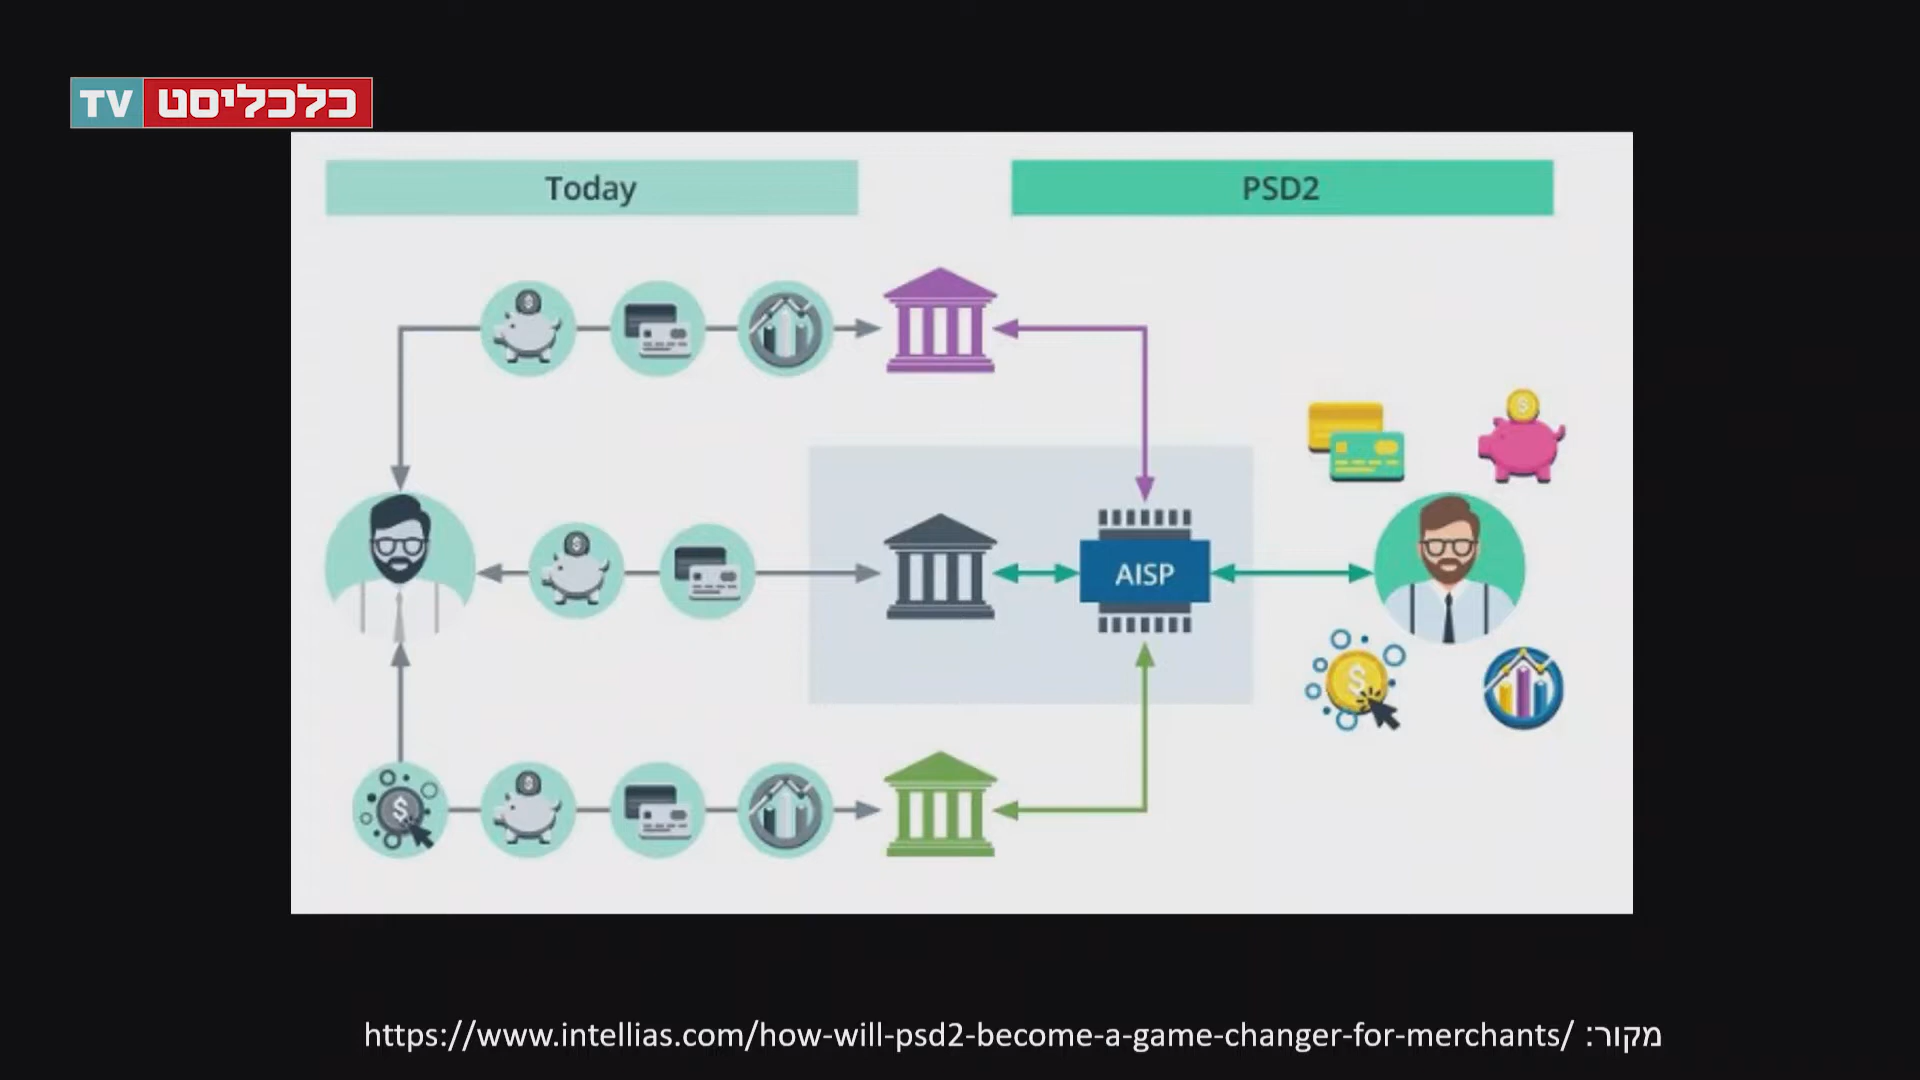 TV כלכליסט
Today
PSD2
AISP
מקור: https://www.intellias.com/how-will-psd2-become-a-game-changer-for-merchants/